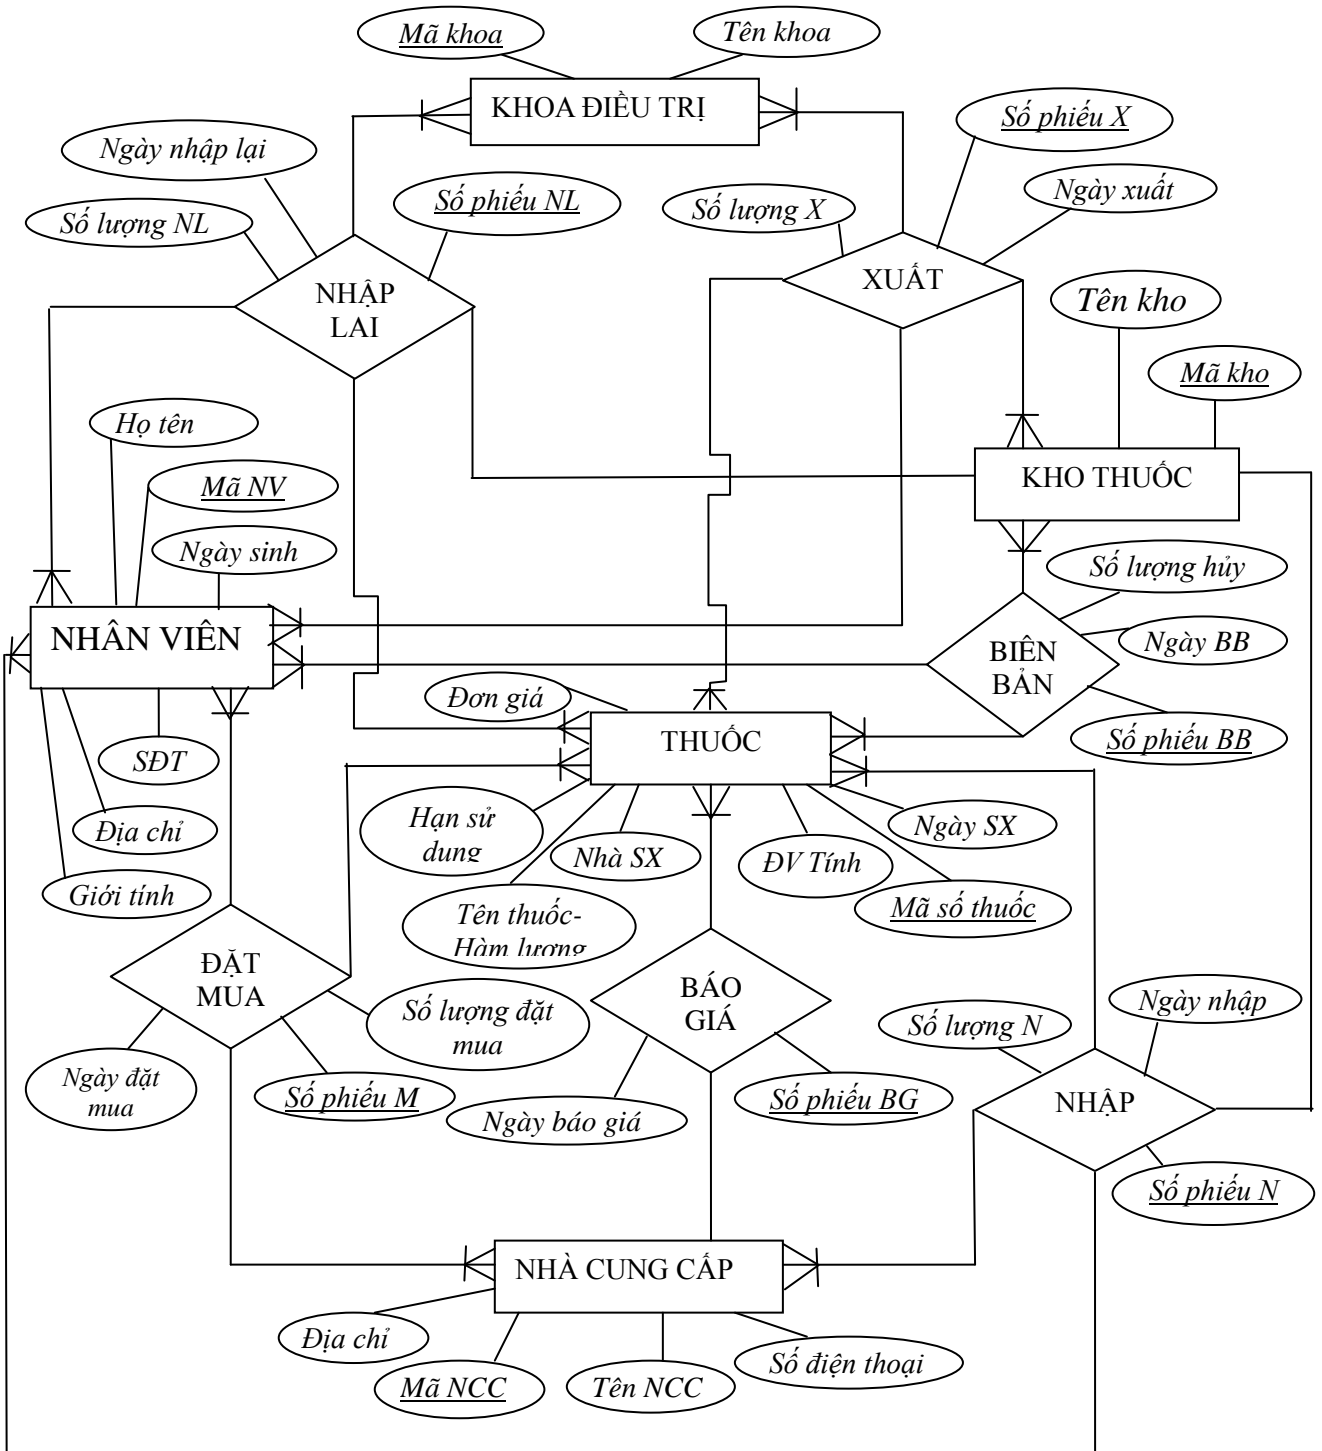 Mã khoa
Tên khoa
KHOA ĐIỀU TRỊ
Số phiếu X
Ngày nhập lại
Số phiếu NL
Ngày xuất
Số lượng NL
Số lượng X
NHẬP
LAI
XUẤT
Tên kho
Mã kho
Họ tên
Mã NV
KHO THUỐC
Ngày sinh
Số lượng hủy
NHÂN VIÊN
Ngày BB
BIÊN
BẢN
Đơn giá
THUỐC
Số phiếu BB
SĐT
Hạn sử
dung
Ngày SX
Địa chỉ
Nhà SX
ĐV Tính
Giới tính
Tên thuốc-
Hàm lượng
Mã số thuốc
ĐẶT
MUA
BÁO
GIÁ
Ngày nhập
Số lượng đặt
mua
Số lượng N
Ngày đặt
mua
Số phiếu M
Ngày báo giá
Số phiếu BG
NHẬP
Số phiếu N
NHÀ CUNG CẤP
Địa chỉ
Mã NCC
Tên NCC
Số điện thoại